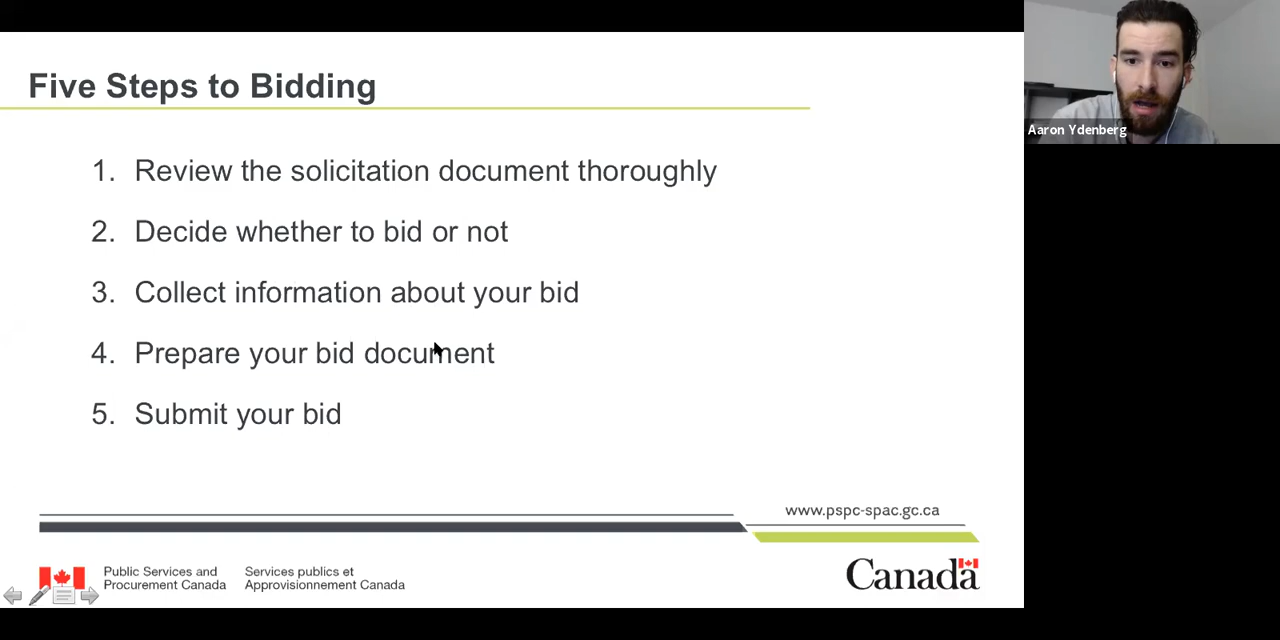 Five Steps to Bidding
1. Review the solicitation document thoroughly
2. Decide whether to bid or not
3. Collect information about your bid
4. Prepare your bid document
5. Submit your bid
www.pspc-spac.gc.ca
Public Services and
Procurement Canada
Services publics et
Approvisionnement Canada
Canada
Aaron Ydenberg